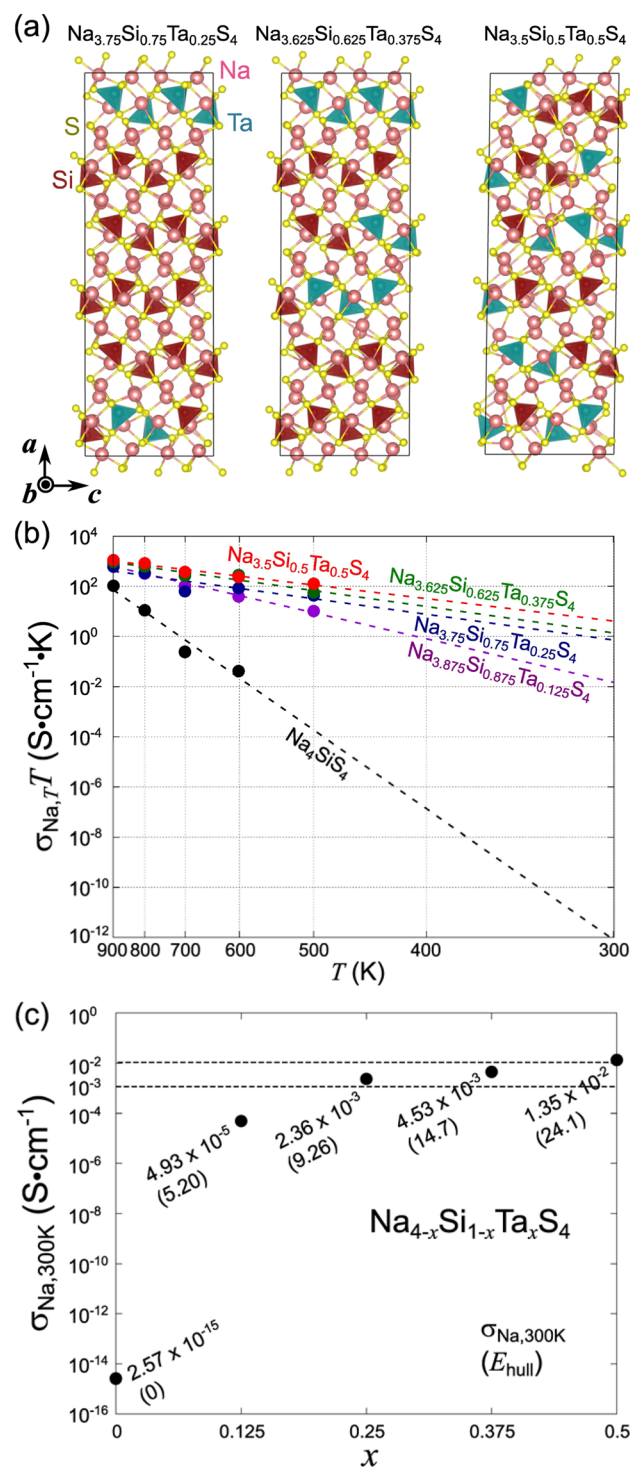 (a)
Na3.75Si0.75Ta0.25S4 Na3.625Si0.625Ta0.375S4 Na3.5Si0.5Ta0.5S4
Na
S
Ta
Si
a
b c
(b)
10^4
10^2
10^0
10^-2
10^-4
10^-6
10^-8
10^-10
10^-12
σNa,TT (S•cm^-1•K)
Na3.5Si0.5Ta0.5S4
Na3.625Si0.625Ta0.375S4
Na3.75Si0.75Ta0.25S4
Na3.875Si0.875Ta0.125S4
Na4SiS4
900 800 700 600 500 400 300
T (K)
(c)
10^0
10^-2
10^-3
10^-4
10^-6
10^-8
10^-10
10^-12
10^-14
10^-16
σNa,300K (S•cm^-1)
4.93 x 10^-5
(5.20)
2.36 x 10^-3
(9.26)
4.53 x 10^-3
(14.7)
1.35 x 10^-2
(24.1)
Na4-xSi1-xTaxS4
2.57 x 10^-15
(0)
σNa,300K
(Ehull)
0 0.125 0.25 0.375 0.5
x